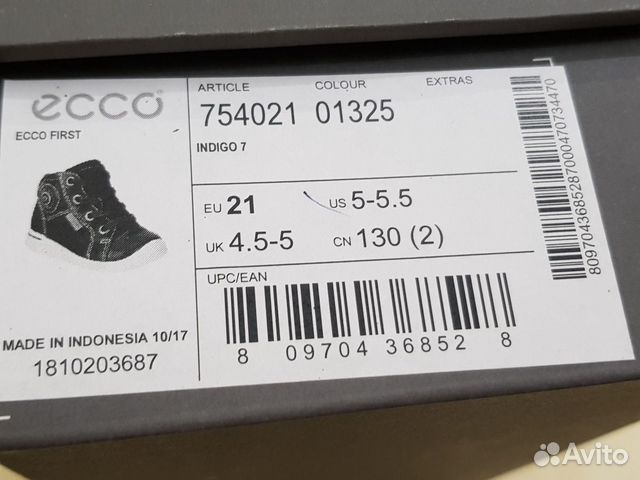 ecco
ECCO FIRST
MADE IN INDONESIA 10/17
1810203687
ARTICLE COLOUR EXTRAS
754021 01325
INDIGO 7
EU 21 US 5-5.5
UK 4.5-5 CN 130 (2)
UPC/EAN
8 09704 36852 8
809704368528700047073470
Avito